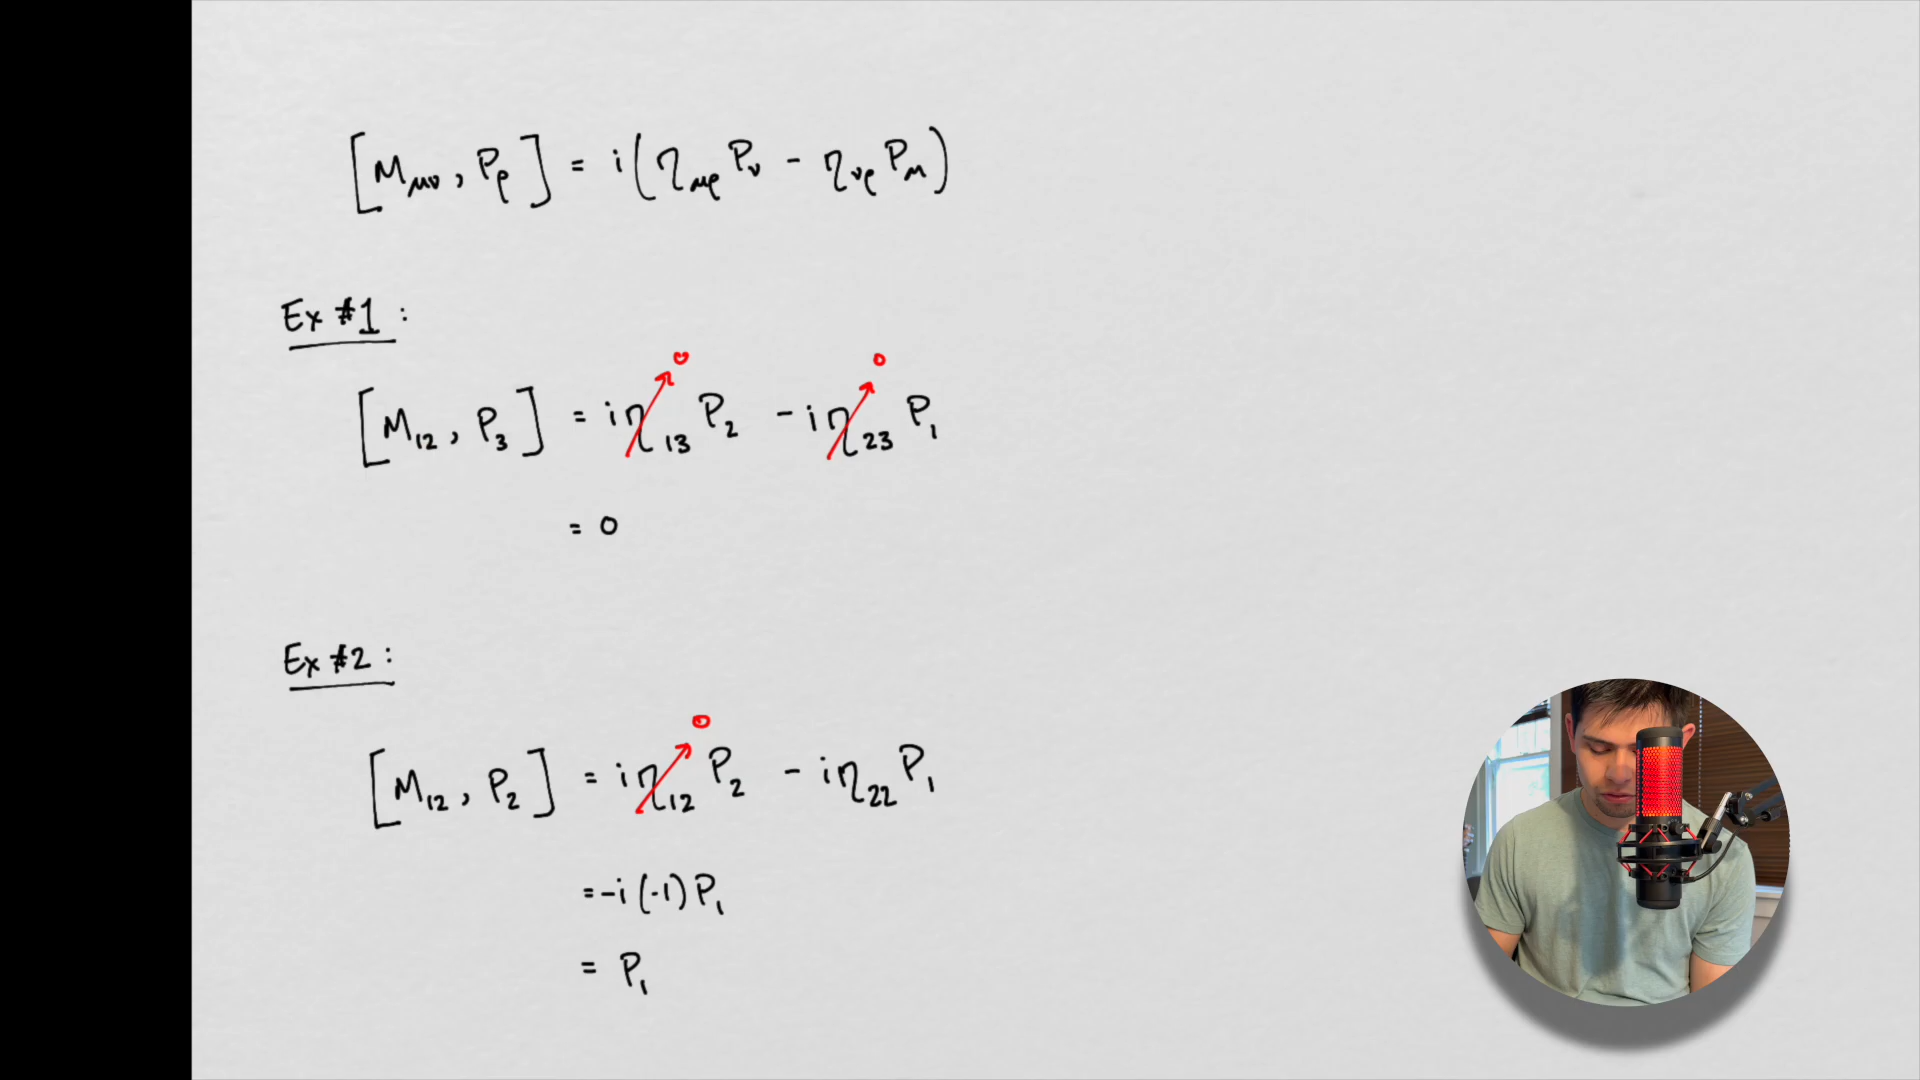 [M_μν, P_ρ] = i(η_μρ P_ν - η_νρ P_μ)
Ex #1 :
0 0
[M_12, P_3] = iη_13 P_2 - iη_23 P_1
= 0
Ex #2 :
0
[M_12, P_2] = iη_12 P_2 - iη_22 P_1
= -i(-1)P_1
= P_1